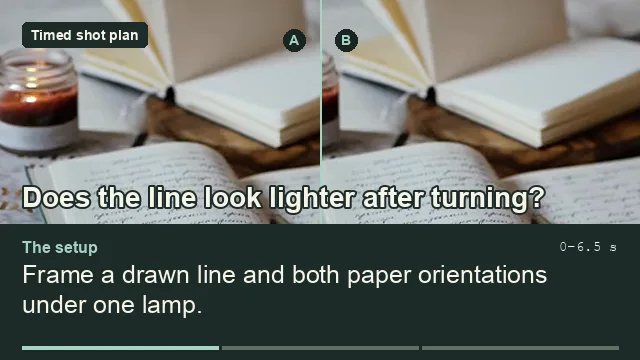 Timed shot plan
A
B
Does the line look lighter after turning?
The setup
0–6.5 s
Frame a drawn line and both paper orientations
under one lamp.